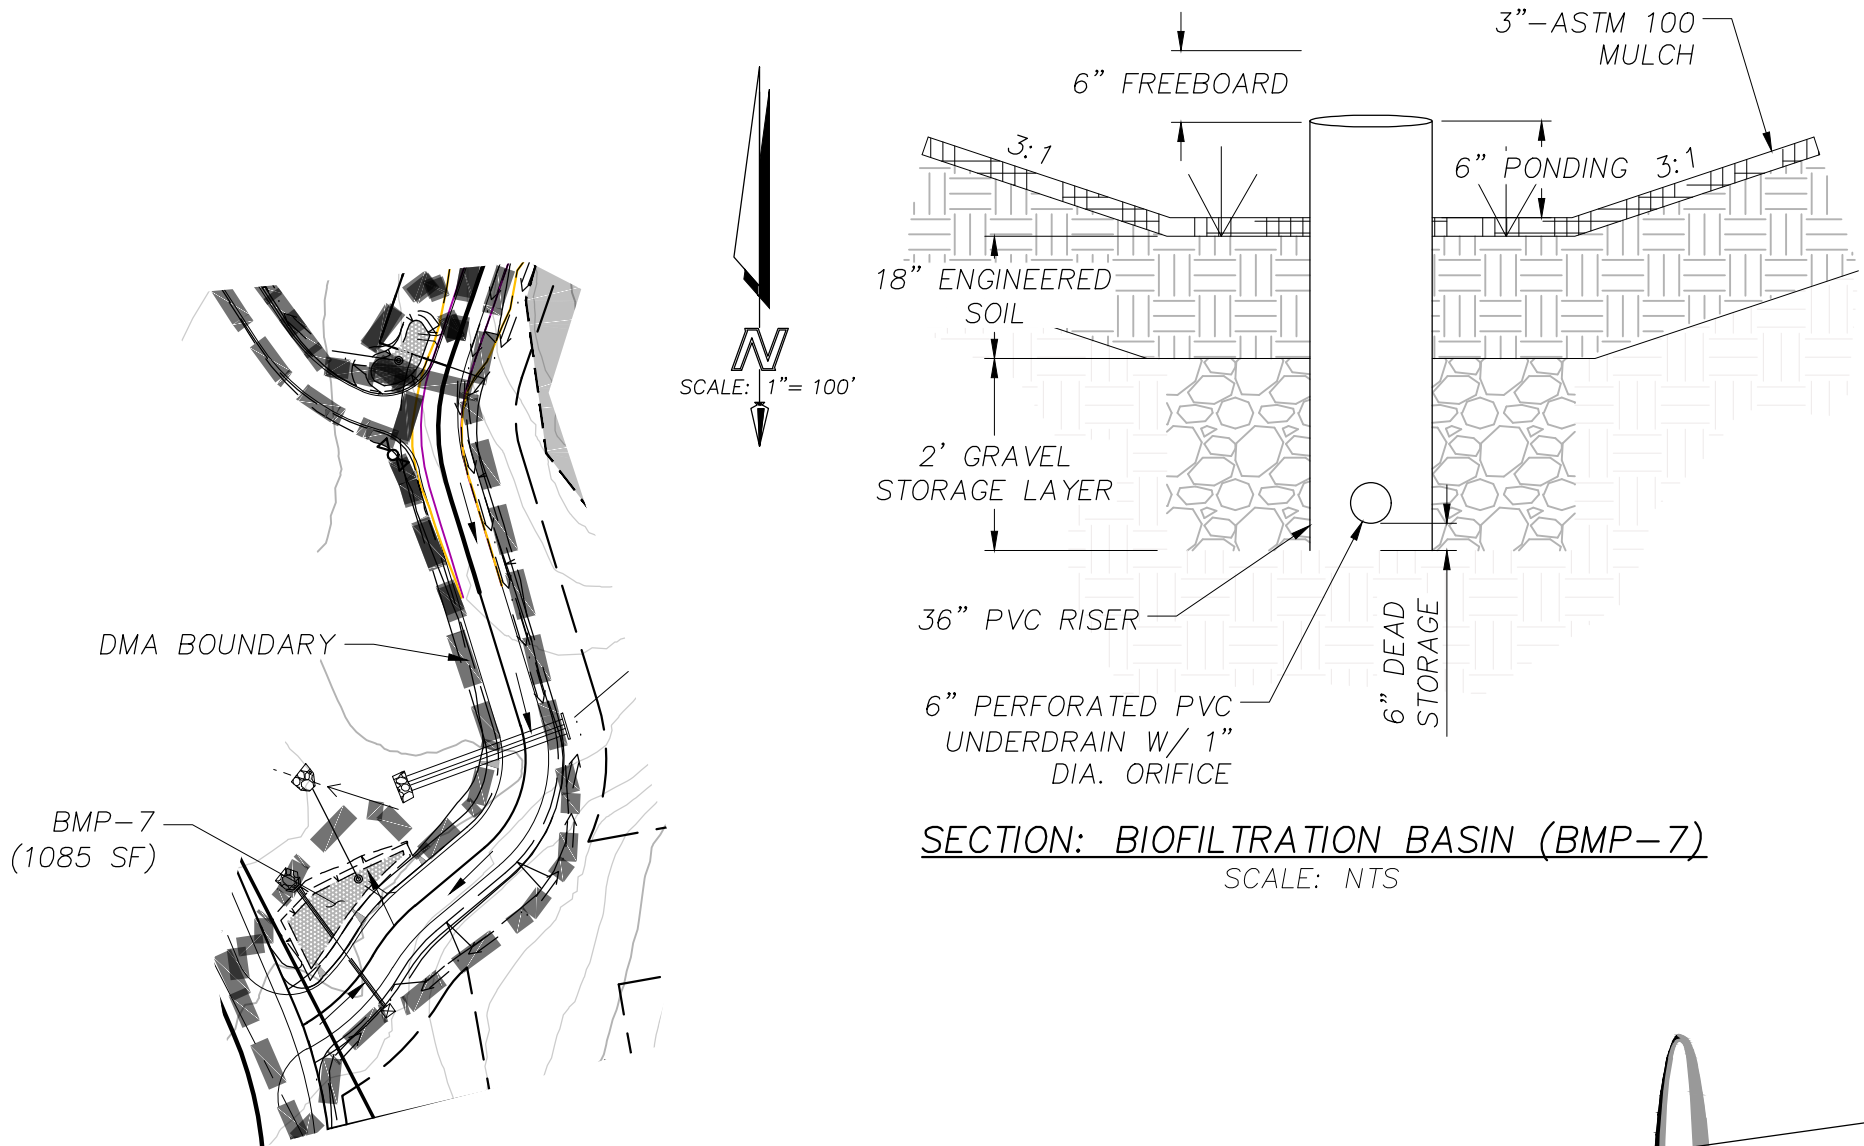 3”-ASTM 100
MULCH
6” FREEBOARD
3:1
6” PONDING
3:1
18” ENGINEERED
SOIL
2’ GRAVEL
STORAGE LAYER
36” PVC RISER
6” DEAD
STORAGE
6” PERFORATED PVC
UNDERDRAIN W/ 1”
DIA. ORIFICE
SECTION: BIOFILTRATION BASIN (BMP-7)
SCALE: NTS
N
SCALE: 1”= 100’
DMA BOUNDARY
BMP-7
(1085 SF)